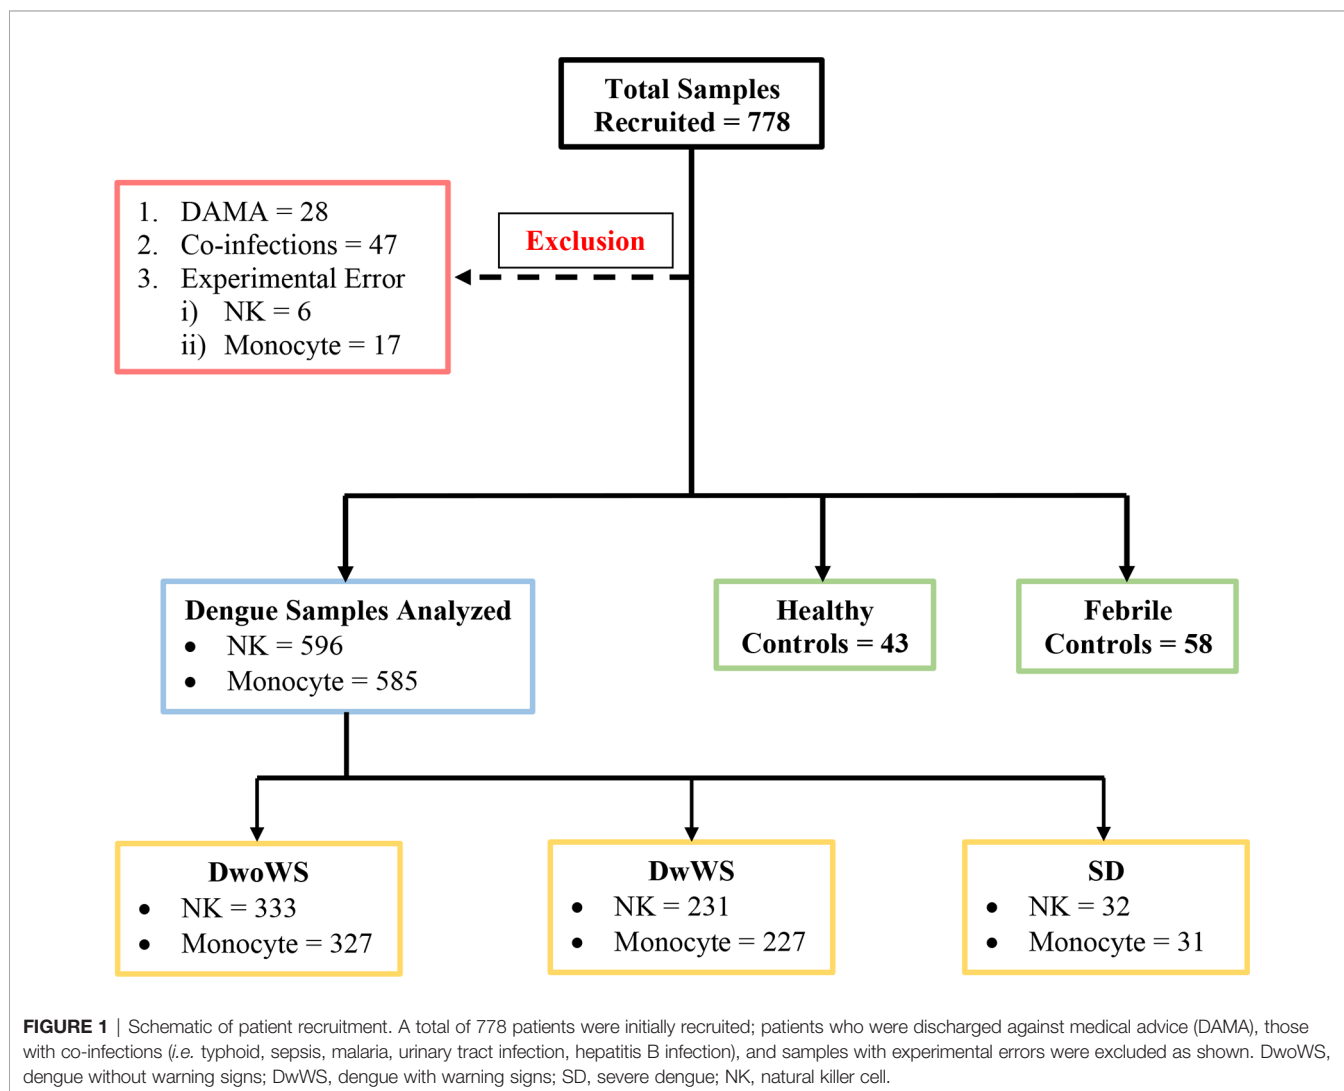 Total Samples
Recruited = 778
1. DAMA = 28
2. Co-infections = 47
3. Experimental Error
i) NK = 6
ii) Monocyte = 17
Exclusion
Dengue Samples Analyzed
• NK = 596
• Monocyte = 585
Healthy
Controls = 43
Febrile
Controls = 58
DwoWS
• NK = 333
• Monocyte = 327
DwWS
• NK = 231
• Monocyte = 227
SD
• NK = 32
• Monocyte = 31
FIGURE 1 | Schematic of patient recruitment. A total of 778 patients were initially recruited; patients who were discharged against medical advice (DAMA), those
with co-infections (i.e. typhoid, sepsis, malaria, urinary tract infection, hepatitis B infection), and samples with experimental errors were excluded as shown. DwoWS,
dengue without warning signs; DwWS, dengue with warning signs; SD, severe dengue; NK, natural killer cell.